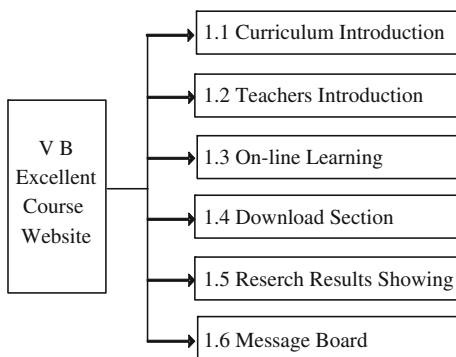 V B
Excellent
Course
Website
1.1 Curriculum Introduction
1.2 Teachers Introduction
1.3 On-line Learning
1.4 Download Section
1.5 Reserch Results Showing
1.6 Message Board